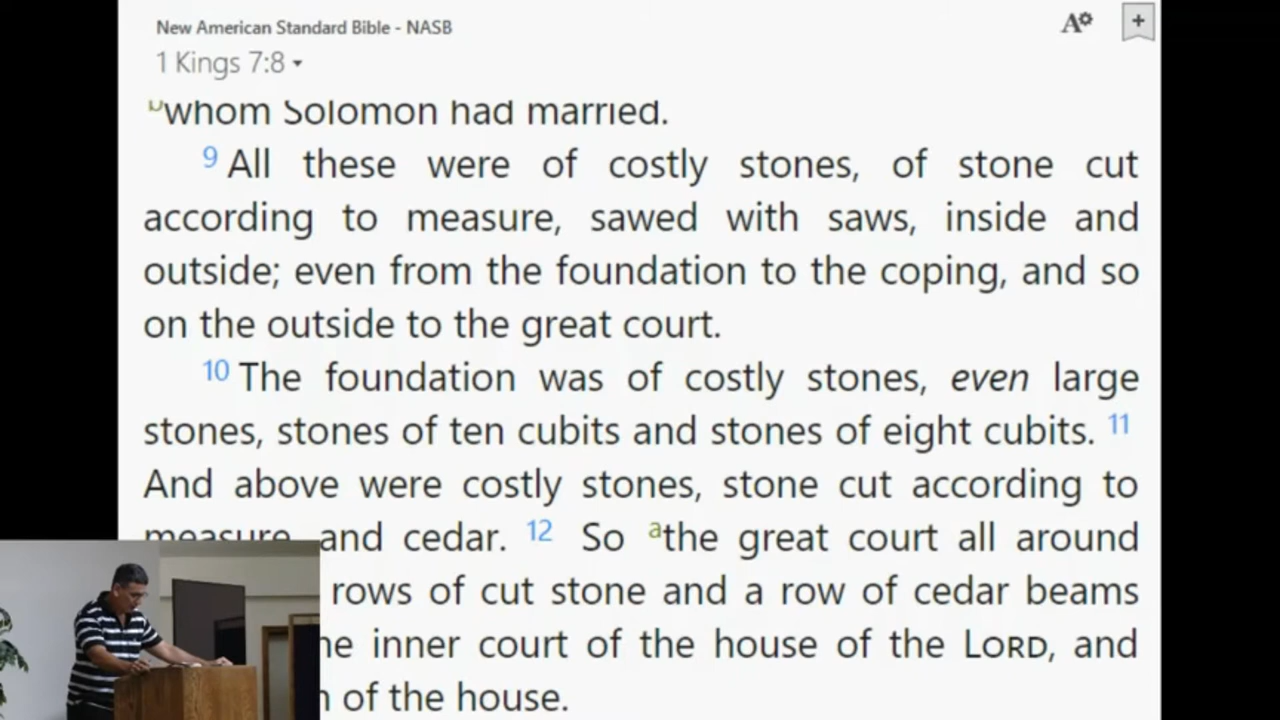 New American Standard Bible - NASB
1 Kings 7:8
bwhom Solomon had married.
9 All these were of costly stones, of stone cut
according to measure, sawed with saws, inside and
outside; even from the foundation to the coping, and so
on the outside to the great court.
10 The foundation was of costly stones, even large
stones, stones of ten cubits and stones of eight cubits. 11
And above were costly stones, stone cut according to
measure, and cedar. 12 So athe great court all around
rows of cut stone and a row of cedar beams
inner court of the house of the LORD, and
of the house.